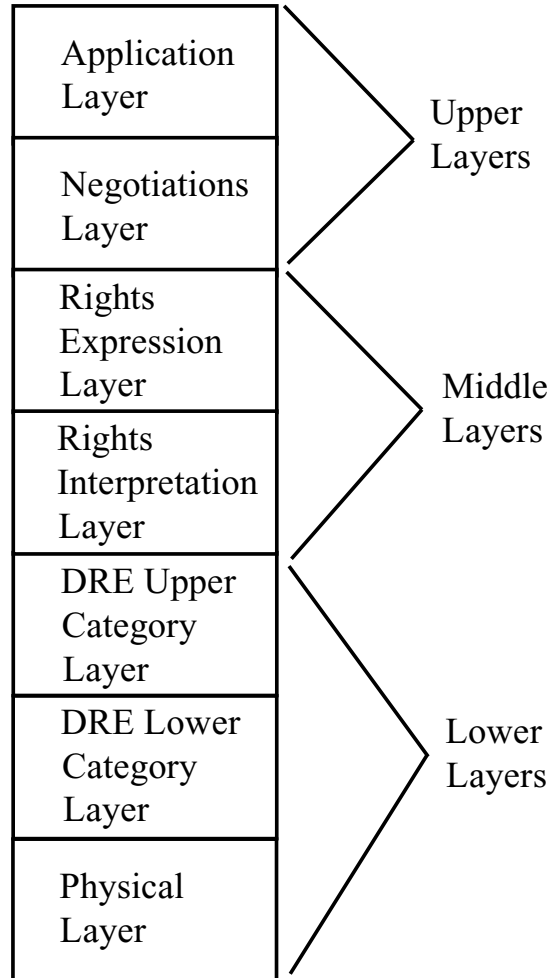 Application
Layer
Negotiations
Layer
Rights
Expression
Layer
Rights
Interpretation
Layer
DRE Upper
Category
Layer
DRE Lower
Category
Layer
Physical
Layer
Upper
Layers
Middle
Layers
Lower
Layers